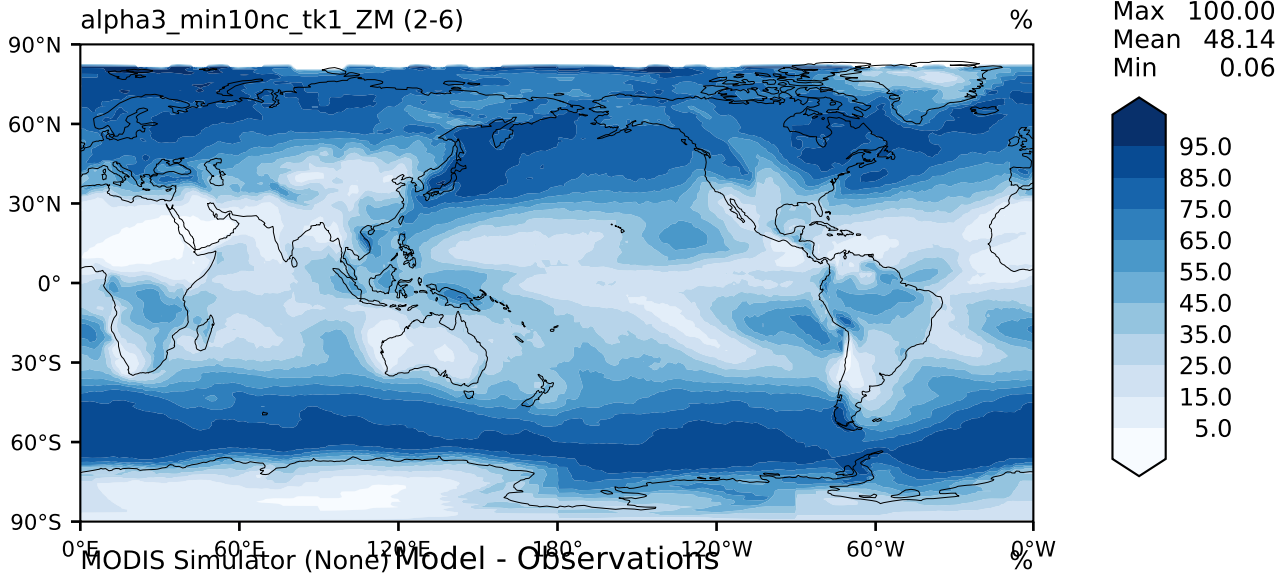 alpha3_min10nc_tk1_ZM (2-6) %
Max 100.00
Mean 48.14
Min 0.06
90°N
60°N
30°N
0°
30°S
60°S
90°S
0°E 60°E 120°E 180° 120°W 60°W 0°W
95.0
85.0
75.0
65.0
55.0
45.0
35.0
25.0
15.0
5.0
MODIS Simulator (None) Model - Observations %